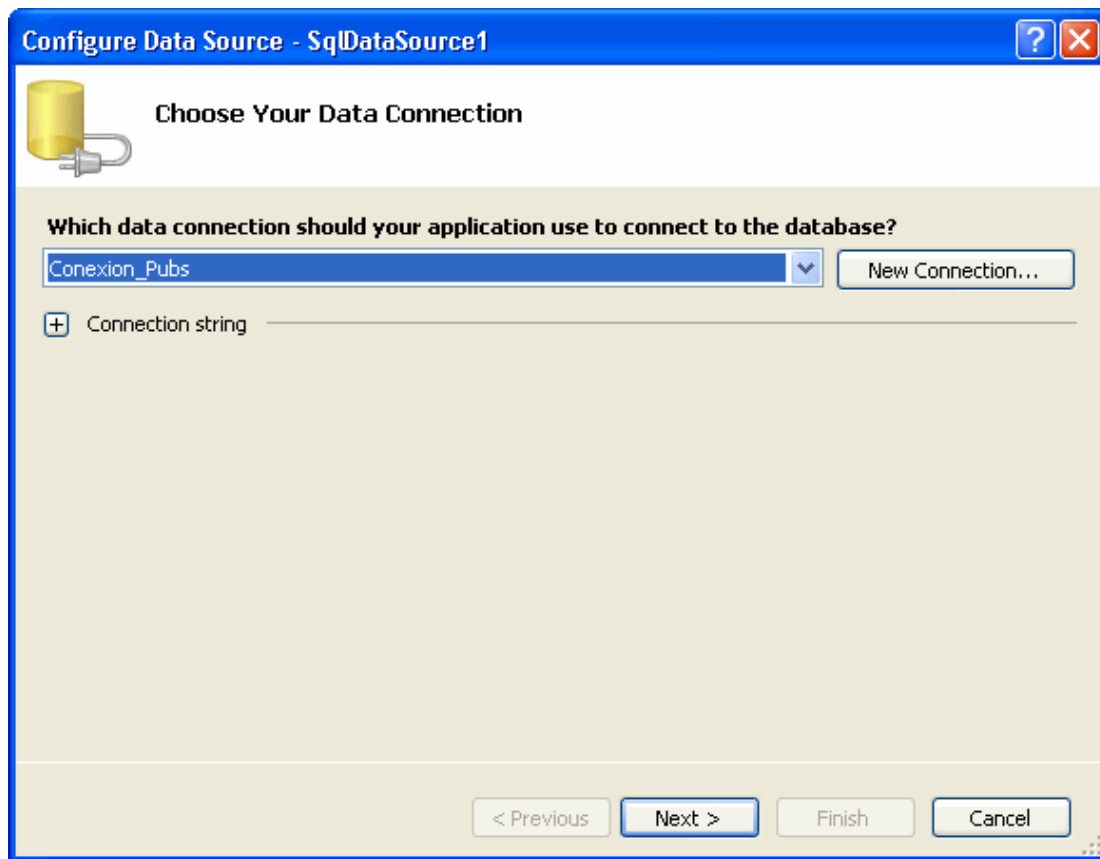 Configure Data Source - SqlDataSource1
Choose Your Data Connection
Which data connection should your application use to connect to the database?
Conexion_Pubs
New Connection...
Connection string
< Previous
Next >
Finish
Cancel